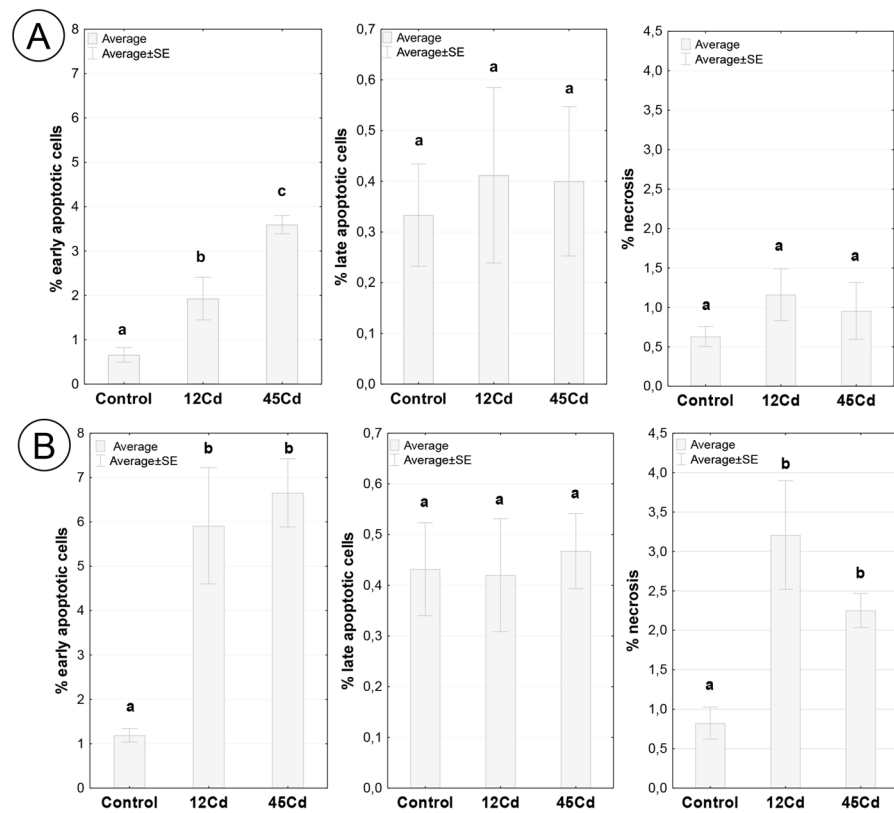 A
% early apoptotic cells
8
7
6
5
4
3
2
1
0
Average
Average±SE
a
b
c
Control 12Cd 45Cd
% late apoptotic cells
0,7
0,6
0,5
0,4
0,3
0,2
0,1
0,0
Average
Average±SE
a
a
a
Control 12Cd 45Cd
% necrosis
4,5
4,0
3,5
3,0
2,5
2,0
1,5
1,0
0,5
0,0
Average
Average±SE
a
a
a
Control 12Cd 45Cd
B
% early apoptotic cells
8
7
6
5
4
3
2
1
0
Average
Average±SE
a
b
b
Control 12Cd 45Cd
% late apoptotic cells
0,7
0,6
0,5
0,4
0,3
0,2
0,1
0,0
Average
Average±SE
a
a
a
Control 12Cd 45Cd
% necrosis
4,5
4,0
3,5
3,0
2,5
2,0
1,5
1,0
0,5
0,0
Average
Average±SE
a
b
b
Control 12Cd 45Cd